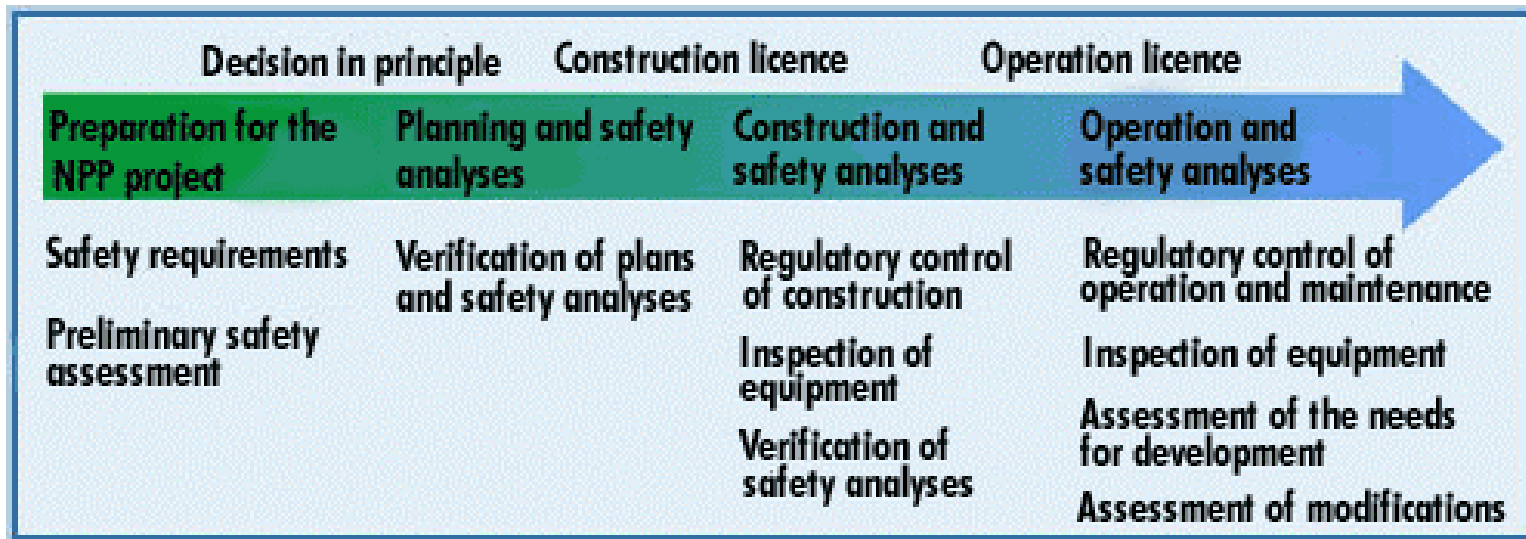 Decision in principle
Construction licence
Operation licence
Preparation for the
NPP project
Planning and safety
analyses
Construction and
safety analyses
Operation and
safety analyses
Safety requirements
Preliminary safety
assessment
Verification of plans
and safety analyses
Regulatory control
of construction
Inspection of
equipment
Verification of
safety analyses
Regulatory control of
operation and maintenance
Inspection of equipment
Assessment of the needs
for development
Assessment of modifications